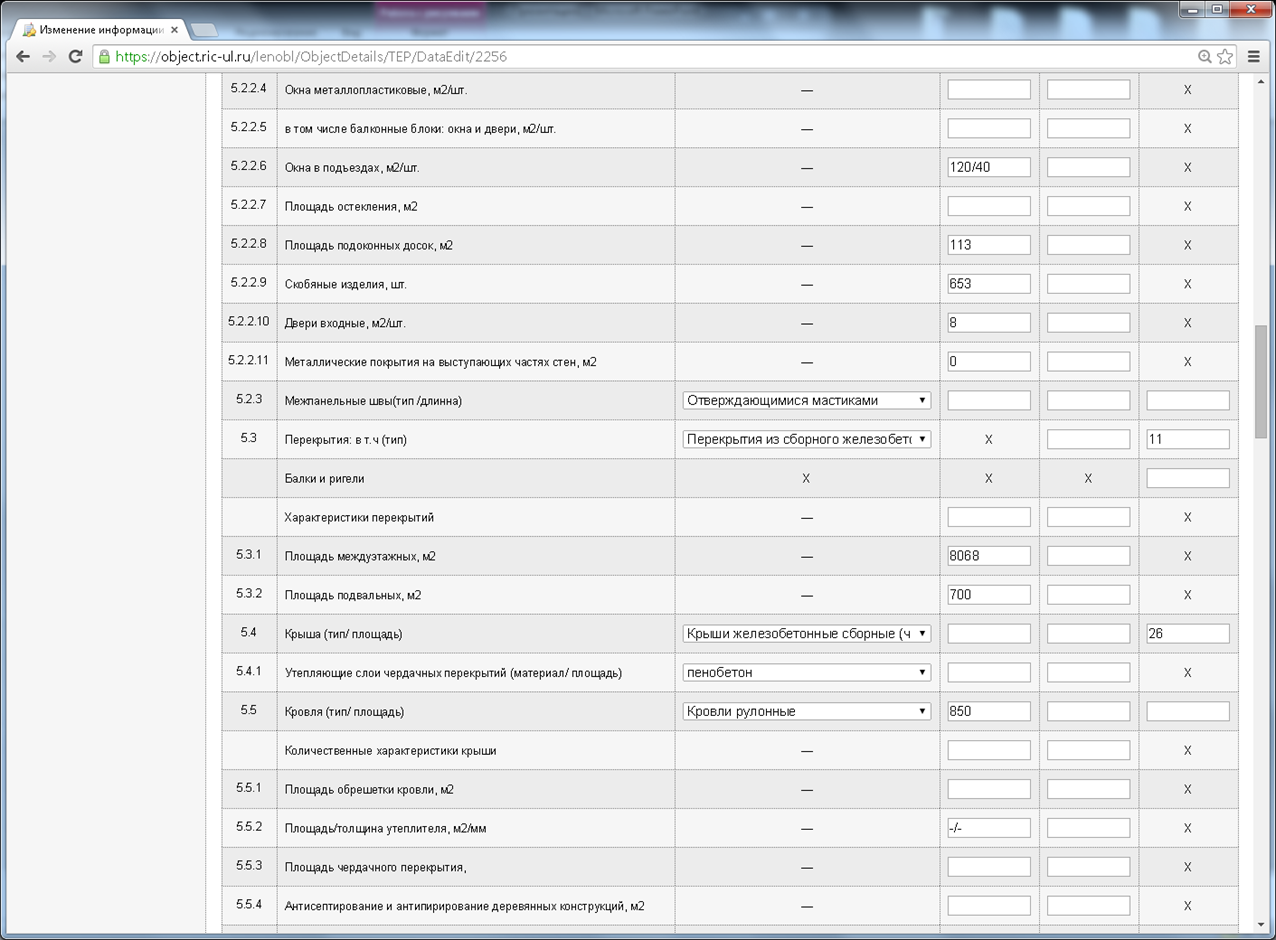 Изменение информации
https://object.ric-ul.ru/lenobl/ObjectDetails/TEP/DataEdit/2256
5.2.2.4 Окна металлопластиковые, м2/шт. — X
5.2.2.5 в том числе балконные блоки: окна и двери, м2/шт. — X
5.2.2.6 Окна в подъездах, м2/шт. — 120/40 X
5.2.2.7 Площадь остекления, м2 — X
5.2.2.8 Площадь подоконных досок, м2 — 113 X
5.2.2.9 Скобяные изделия, шт. — 653 X
5.2.2.10 Двери входные, м2/шт. — 8 X
5.2.2.11 Металлические покрытия на выступающих частях стен, м2 — 0 X
5.2.3 Межпанельные швы(тип /длинна) Отверждающимися мастиками
5.3 Перекрытия: в т.ч (тип) Перекрытия из сборного железобето X 11
Балки и ригели X X X
Характеристики перекрытий — X
5.3.1 Площадь междуэтажных, м2 — 8068 X
5.3.2 Площадь подвальных, м2 — 700 X
5.4 Крыша (тип/ площадь) Крыши железобетонные сборные (ч 26
5.4.1 Утепляющие слои чердачных перекрытий (материал/ площадь) пенобетон X
5.5 Кровля (тип/ площадь) Кровли рулонные 850
Количественные характеристики крыши — X
5.5.1 Площадь обрешетки кровли, м2 — X
5.5.2 Площадь/толщина утеплителя, м2/мм — -/- X
5.5.3 Площадь чердачного перекрытия, — X
5.5.4 Антисептирование и антипирирование деревянных конструкций, м2 — X